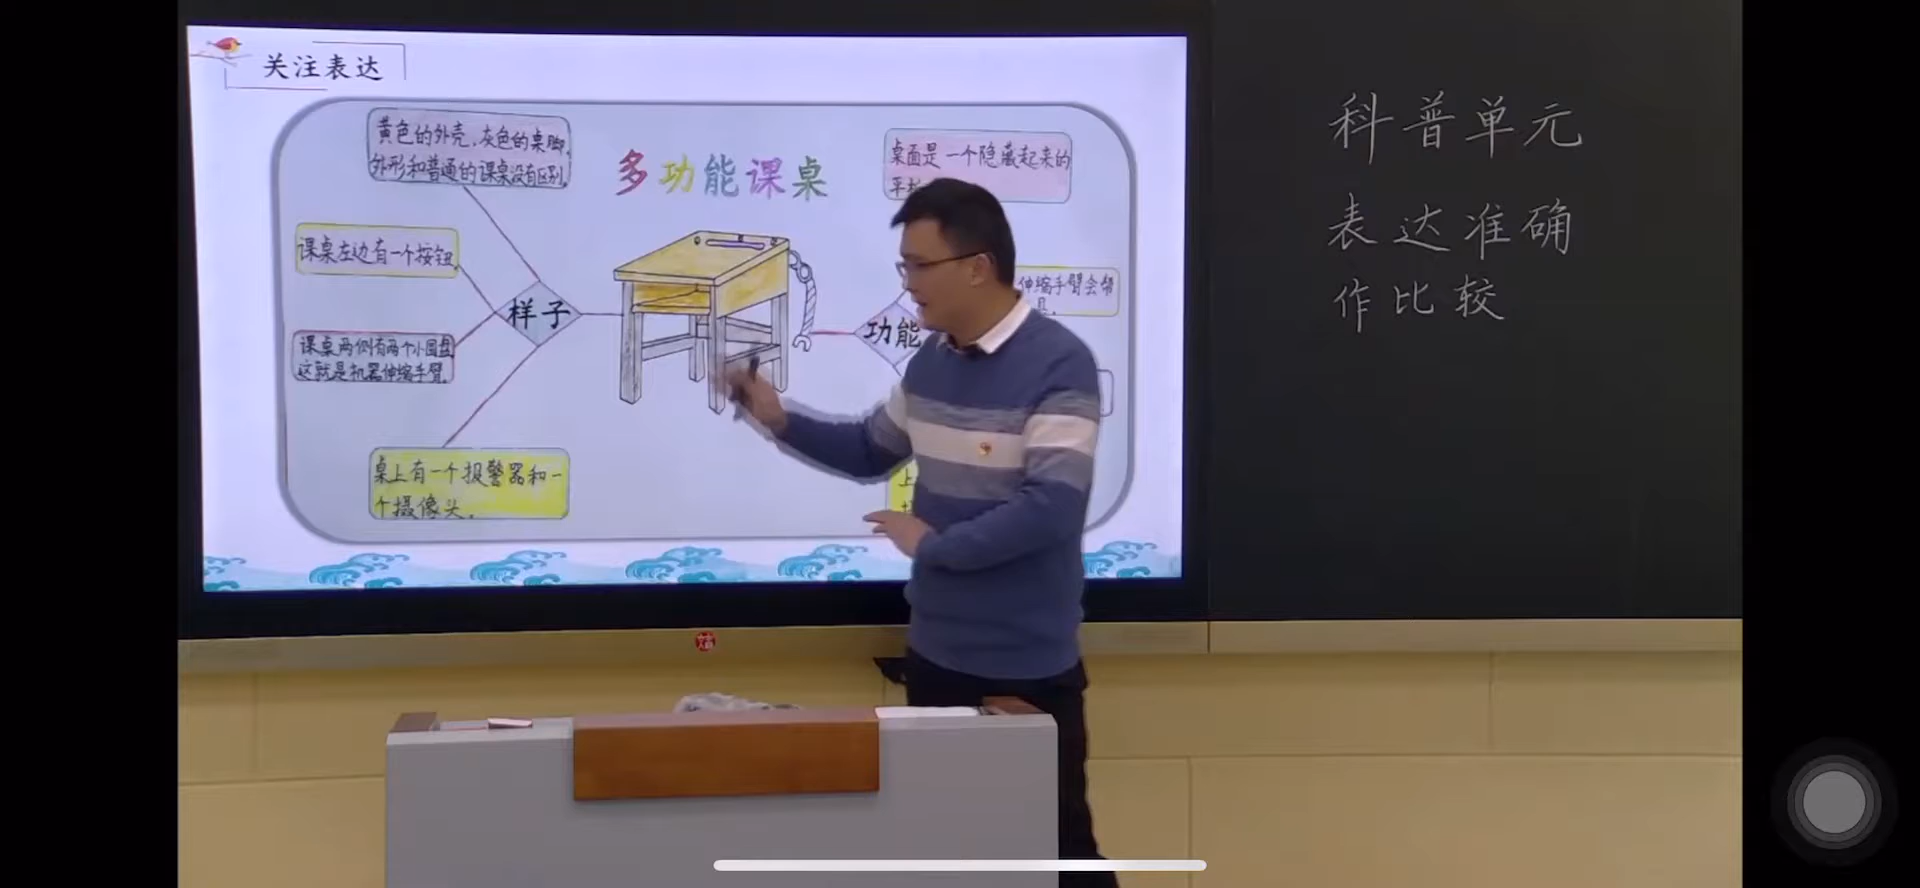 关注表达
黄色的外壳，灰色的桌脚，
外形和普通的课桌没有区别。
多功能课桌
桌面是一个隐藏起来的
平
课桌左边有一个按钮。
伸缩手臂会帮
样子
功能
课桌两侧有两个小圆盘，
这就是机器伸缩手臂。
桌上有一个报警器和一
个摄像头。
上
科普单元
表达准确
作比较